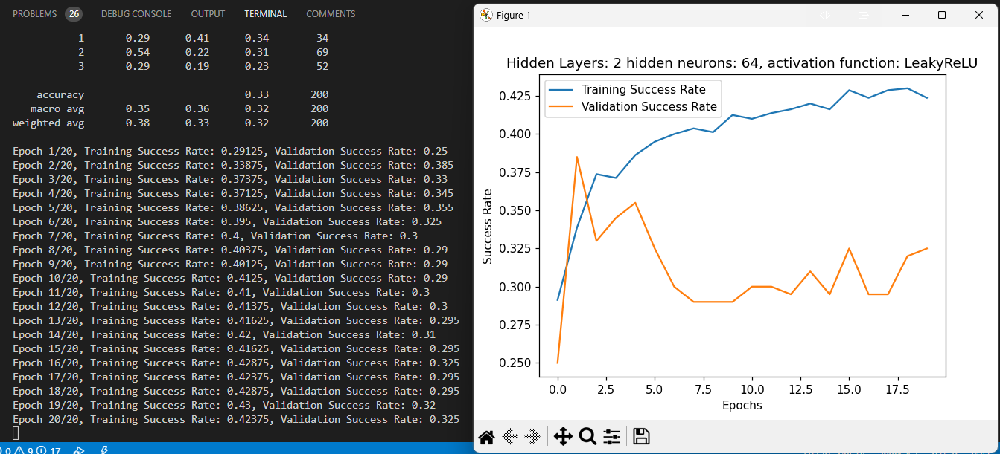 PROBLEMS 26 DEBUG CONSOLE OUTPUT TERMINAL COMMENTS
1 0.29 0.41 0.34 34
2 0.54 0.22 0.31 69
3 0.29 0.19 0.23 52
accuracy 0.33 200
macro avg 0.35 0.36 0.32 200
weighted avg 0.38 0.33 0.32 200
Epoch 1/20, Training Success Rate: 0.29125, Validation Success Rate: 0.25
Epoch 2/20, Training Success Rate: 0.33875, Validation Success Rate: 0.385
Epoch 3/20, Training Success Rate: 0.37375, Validation Success Rate: 0.33
Epoch 4/20, Training Success Rate: 0.37125, Validation Success Rate: 0.345
Epoch 5/20, Training Success Rate: 0.38625, Validation Success Rate: 0.355
Epoch 6/20, Training Success Rate: 0.395, Validation Success Rate: 0.325
Epoch 7/20, Training Success Rate: 0.4, Validation Success Rate: 0.3
Epoch 8/20, Training Success Rate: 0.40375, Validation Success Rate: 0.29
Epoch 9/20, Training Success Rate: 0.40125, Validation Success Rate: 0.29
Epoch 10/20, Training Success Rate: 0.4125, Validation Success Rate: 0.29
Epoch 11/20, Training Success Rate: 0.41, Validation Success Rate: 0.3
Epoch 12/20, Training Success Rate: 0.41375, Validation Success Rate: 0.3
Epoch 13/20, Training Success Rate: 0.41625, Validation Success Rate: 0.295
Epoch 14/20, Training Success Rate: 0.42, Validation Success Rate: 0.31
Epoch 15/20, Training Success Rate: 0.41625, Validation Success Rate: 0.295
Epoch 16/20, Training Success Rate: 0.42875, Validation Success Rate: 0.325
Epoch 17/20, Training Success Rate: 0.42375, Validation Success Rate: 0.295
Epoch 18/20, Training Success Rate: 0.42875, Validation Success Rate: 0.295
Epoch 19/20, Training Success Rate: 0.43, Validation Success Rate: 0.32
Epoch 20/20, Training Success Rate: 0.42375, Validation Success Rate: 0.325
0 9 17
Figure 1
Hidden Layers: 2 hidden neurons: 64, activation function: LeakyReLU
Training Success Rate
Validation Success Rate
0.425
0.400
0.375
0.350
0.325
0.300
0.275
0.250
Success Rate
0.0 2.5 5.0 7.5 10.0 12.5 15.0 17.5
Epochs